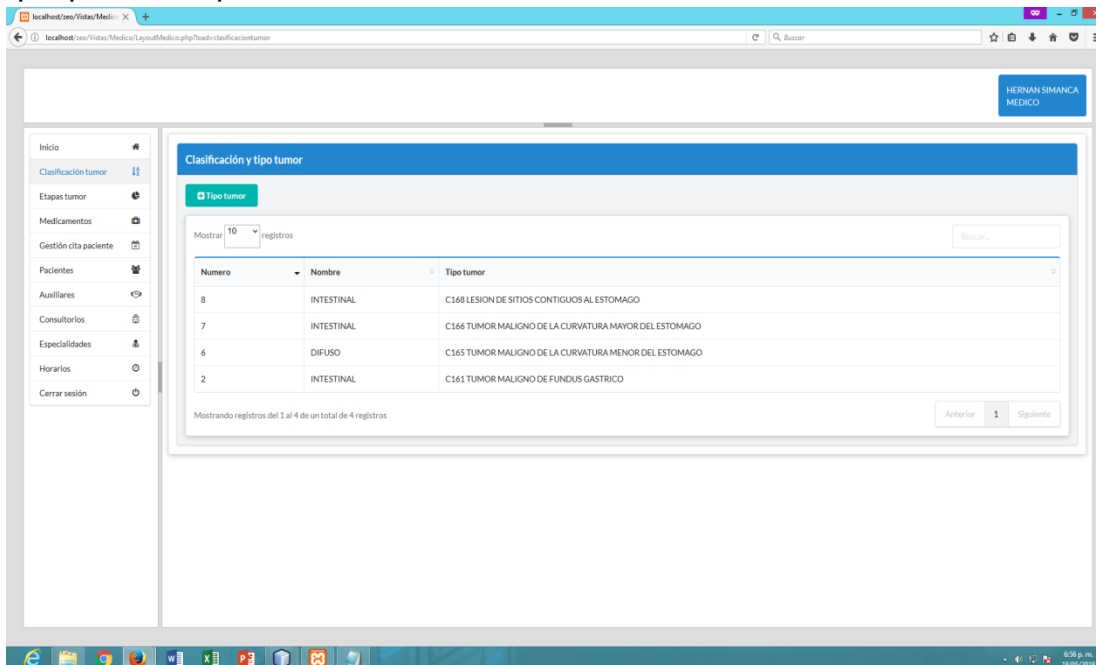 localhost/zeo/Vistas/Medic
localhost/zeo/Vistas/Medico/LayoutMedico.php?load=clasificaciontumor
Buscar
HERNAN SIMANCA
MEDICO
Inicio
Clasificación tumor
Etapas tumor
Medicamentos
Gestión cita paciente
Pacientes
Auxiliares
Consultorios
Especialidades
Horarios
Cerrar sesión
Clasificación y tipo tumor
Tipo tumor
Mostrar 10 registros
Buscar...
Numero Nombre Tipo tumor
8 INTESTINAL C168 LESION DE SITIOS CONTIGUOS AL ESTOMAGO
7 INTESTINAL C166 TUMOR MALIGNO DE LA CURVATURA MAYOR DEL ESTOMAGO
6 DIFUSO C165 TUMOR MALIGNO DE LA CURVATURA MENOR DEL ESTOMAGO
2 INTESTINAL C161 TUMOR MALIGNO DE FUNDUS GASTRICO
Mostrando registros del 1 al 4 de un total de 4 registros
Anterior 1 Siguiente
6:56 p. m.